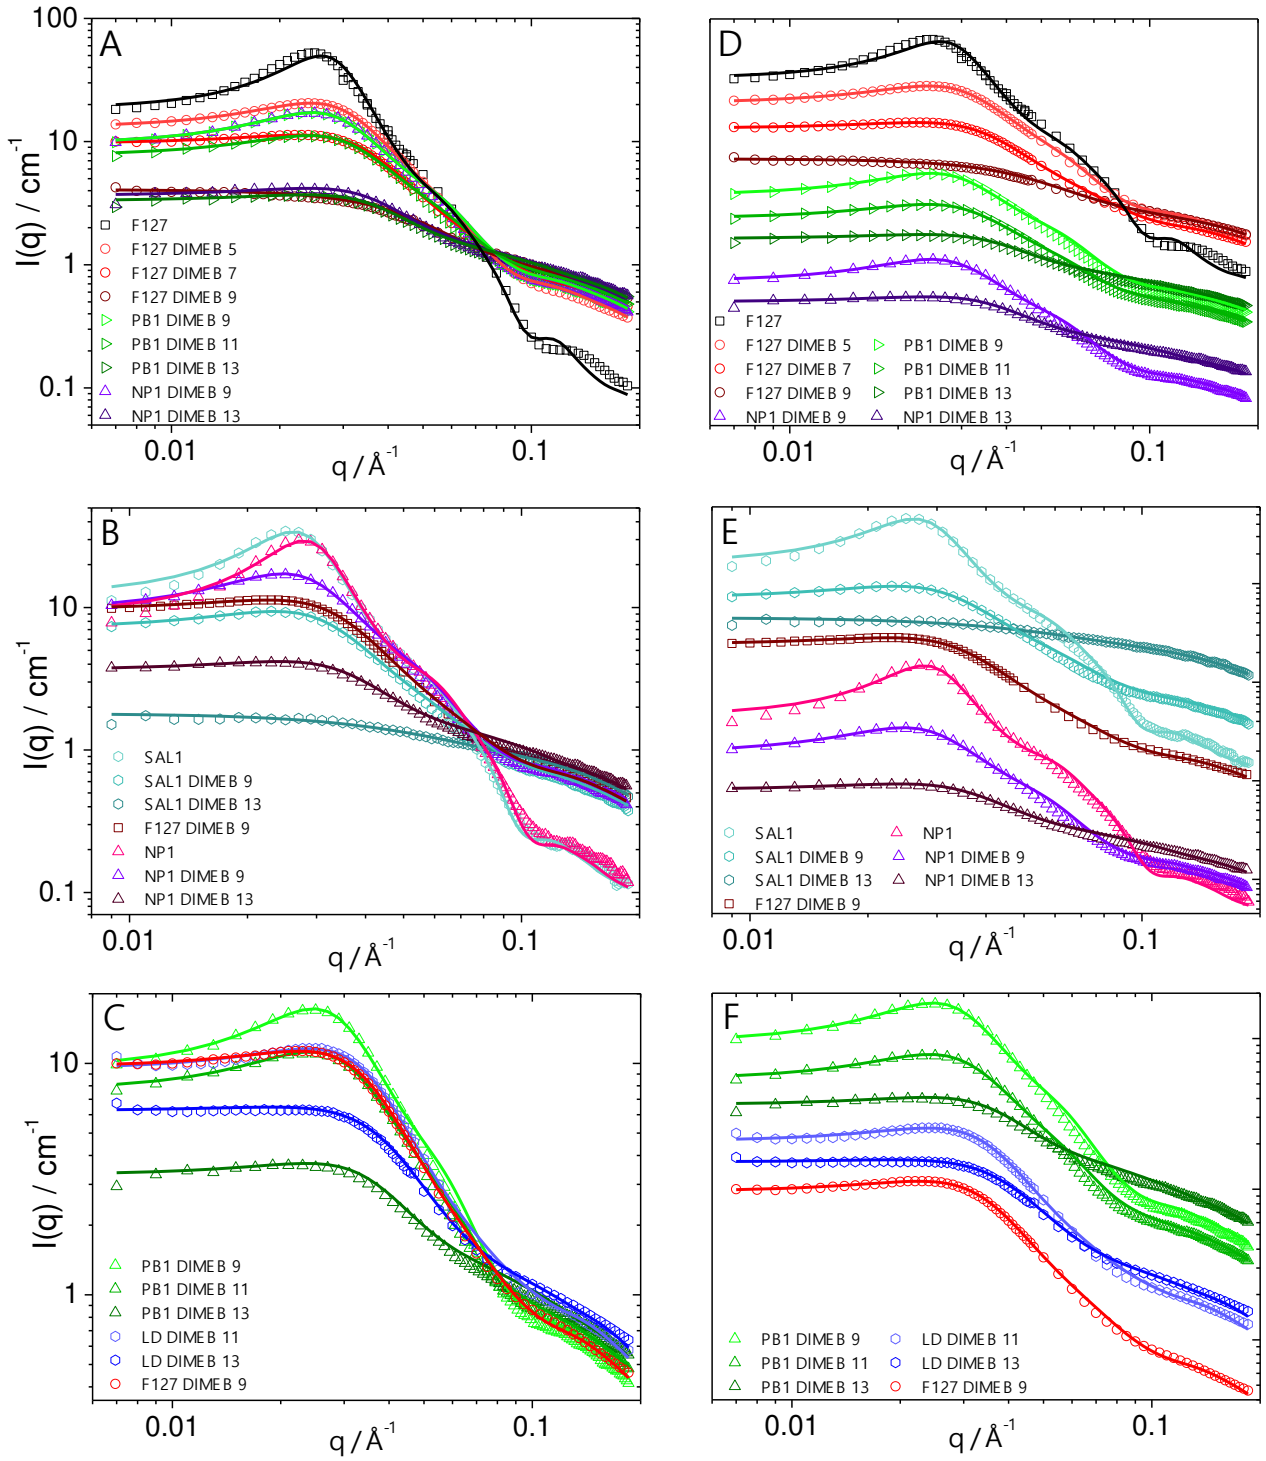 A
100
10
1
0.1
I(q) / cm⁻¹
F127
F127 DIMEB 5
F127 DIMEB 7
F127 DIMEB 9
PB1 DIMEB 9
PB1 DIMEB 11
PB1 DIMEB 13
NP1 DIMEB 9
NP1 DIMEB 13
0.01
0.1
q / Å⁻¹
D
F127
F127 DIMEB 5
F127 DIMEB 7
F127 DIMEB 9
NP1 DIMEB 9
PB1 DIMEB 9
PB1 DIMEB 11
PB1 DIMEB 13
NP1 DIMEB 13
0.01
0.1
q / Å⁻¹
B
10
1
0.1
I(q) / cm⁻¹
SAL1
SAL1 DIMEB 9
SAL1 DIMEB 13
F127 DIMEB 9
NP1
NP1 DIMEB 9
NP1 DIMEB 13
0.01
0.1
q / Å⁻¹
E
SAL1
SAL1 DIMEB 9
SAL1 DIMEB 13
F127 DIMEB 9
NP1
NP1 DIMEB 9
NP1 DIMEB 13
0.01
0.1
q / Å⁻¹
C
10
1
I(q) / cm⁻¹
PB1 DIMEB 9
PB1 DIMEB 11
PB1 DIMEB 13
LD DIMEB 11
LD DIMEB 13
F127 DIMEB 9
0.01
0.1
q / Å⁻¹
F
PB1 DIMEB 9
PB1 DIMEB 11
PB1 DIMEB 13
LD DIMEB 11
LD DIMEB 13
F127 DIMEB 9
0.01
0.1
q / Å⁻¹